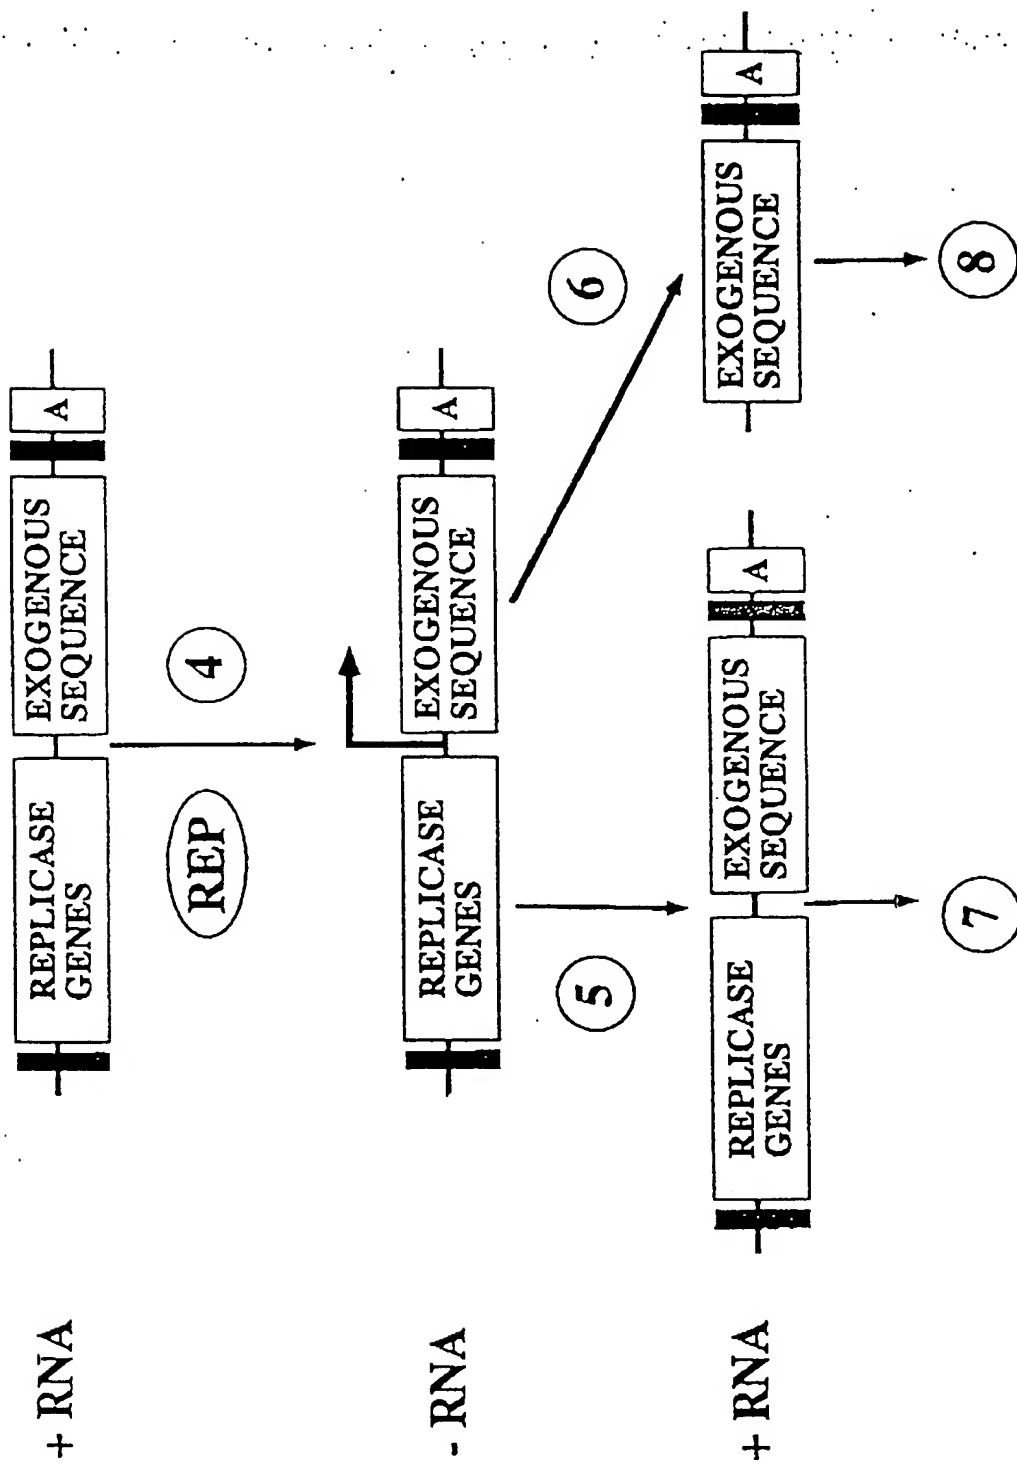 + RNA
REPLICASE
GENES
EXOGENOUS
SEQUENCE
A
REP
4
- RNA
REPLICASE
GENES
EXOGENOUS
SEQUENCE
A
5
6
+ RNA
REPLICASE
GENES
EXOGENOUS
SEQUENCE
A
EXOGENOUS
SEQUENCE
A
7
8